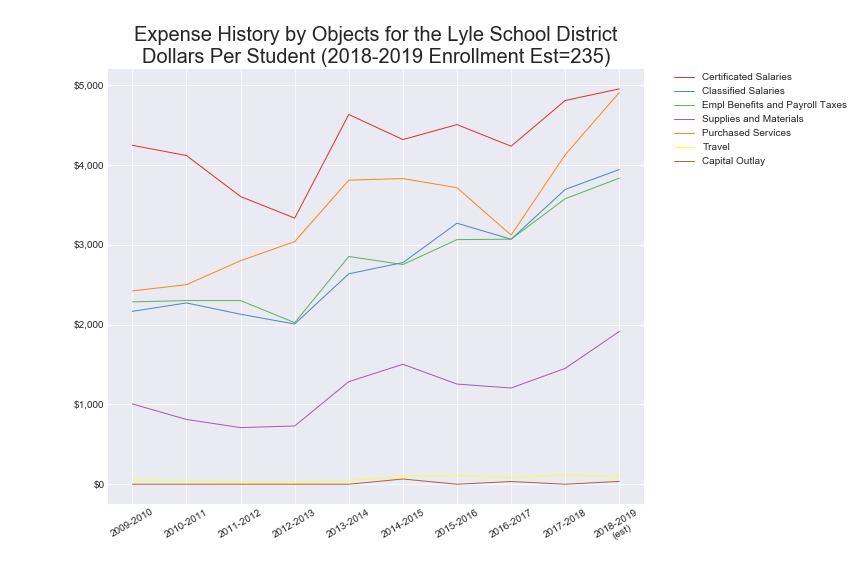 Expense History by Objects for the Lyle School District
Dollars Per Student (2018-2019 Enrollment Est=235)
$5,000
$4,000
$3,000
$2,000
$1,000
$0
2009-2010
2010-2011
2011-2012
2012-2013
2013-2014
2014-2015
2015-2016
2016-2017
2017-2018
2018-2019
(est)
Certificated Salaries
Classified Salaries
Empl Benefits and Payroll Taxes
Supplies and Materials
Purchased Services
Travel
Capital Outlay